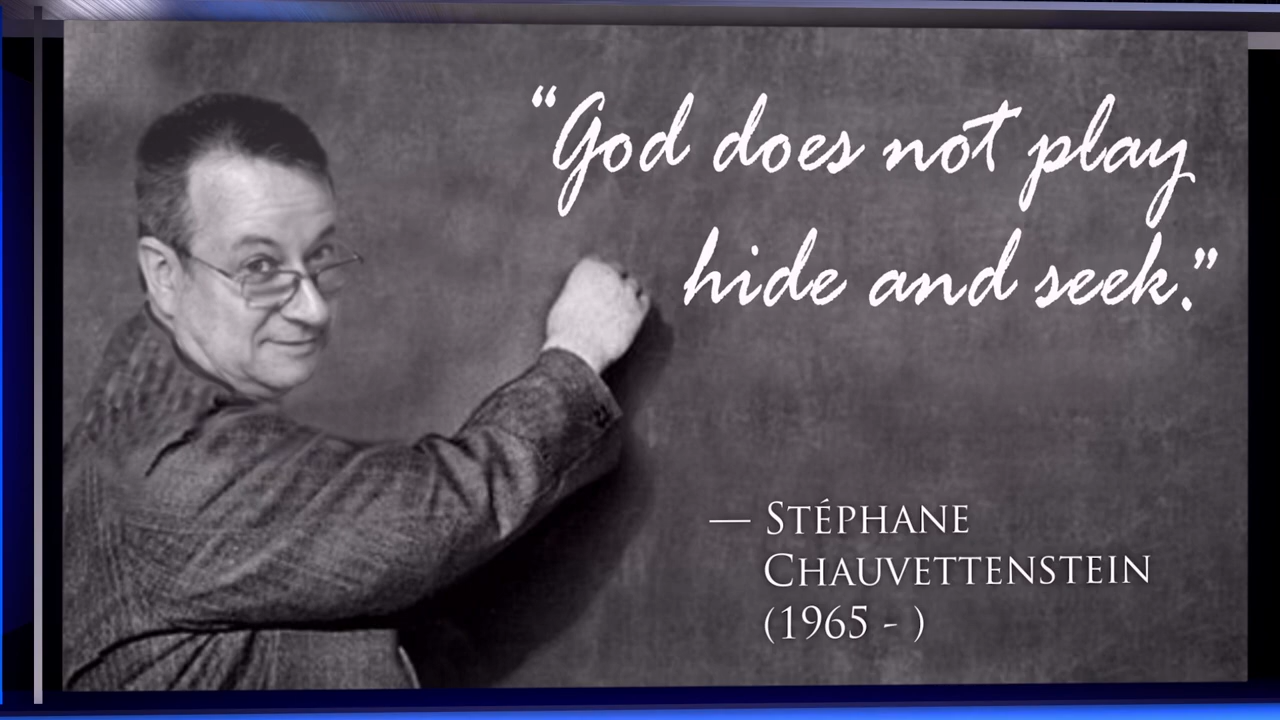 “God does not play
hide and seek.”
— STÉPHANE
CHAUVETTENSTEIN
(1965 - )